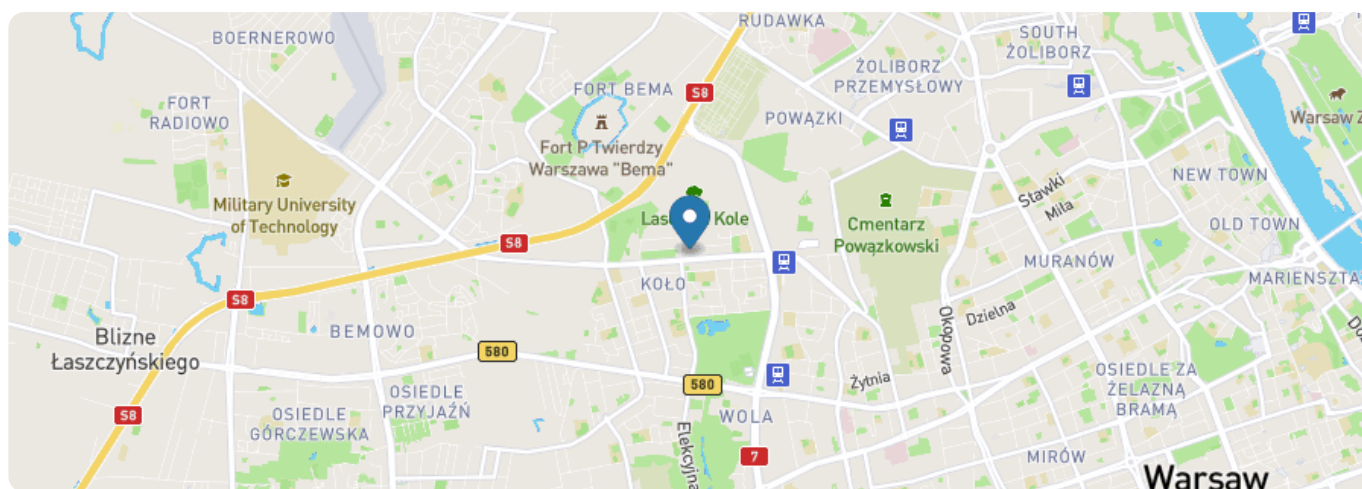 RUDAWKA
BOERNEROWO
SOUTH
ŻOLIBORZ
ŻOLIBORZ
PRZEMYSŁOWY
FORT BEMA
S8
FORT
RADIOWO
POWĄZKI
Warsaw
Fort P Twierdzy
Warszawa "Bema"
NEW TOWN
Stawki
Miła
Military University
of Technology
Las Kole
Cmentarz
Powązkowski
OLD TOWN
S8
MURANÓW
KOŁO
MARIENSZTA
S8
Dzielna
Okopowa
BEMOWO
Blizne
Łaszczyńskiego
580
580
Żytnia
OSIEDLE ZA
ŻELAZNĄ
BRAMĄ
OSIEDLE
PRZYJAŹŃ
S8
OSIEDLE
GÓRCZEWSKA
WOLA
Elekcyjna
7
MIRÓW
Warsaw